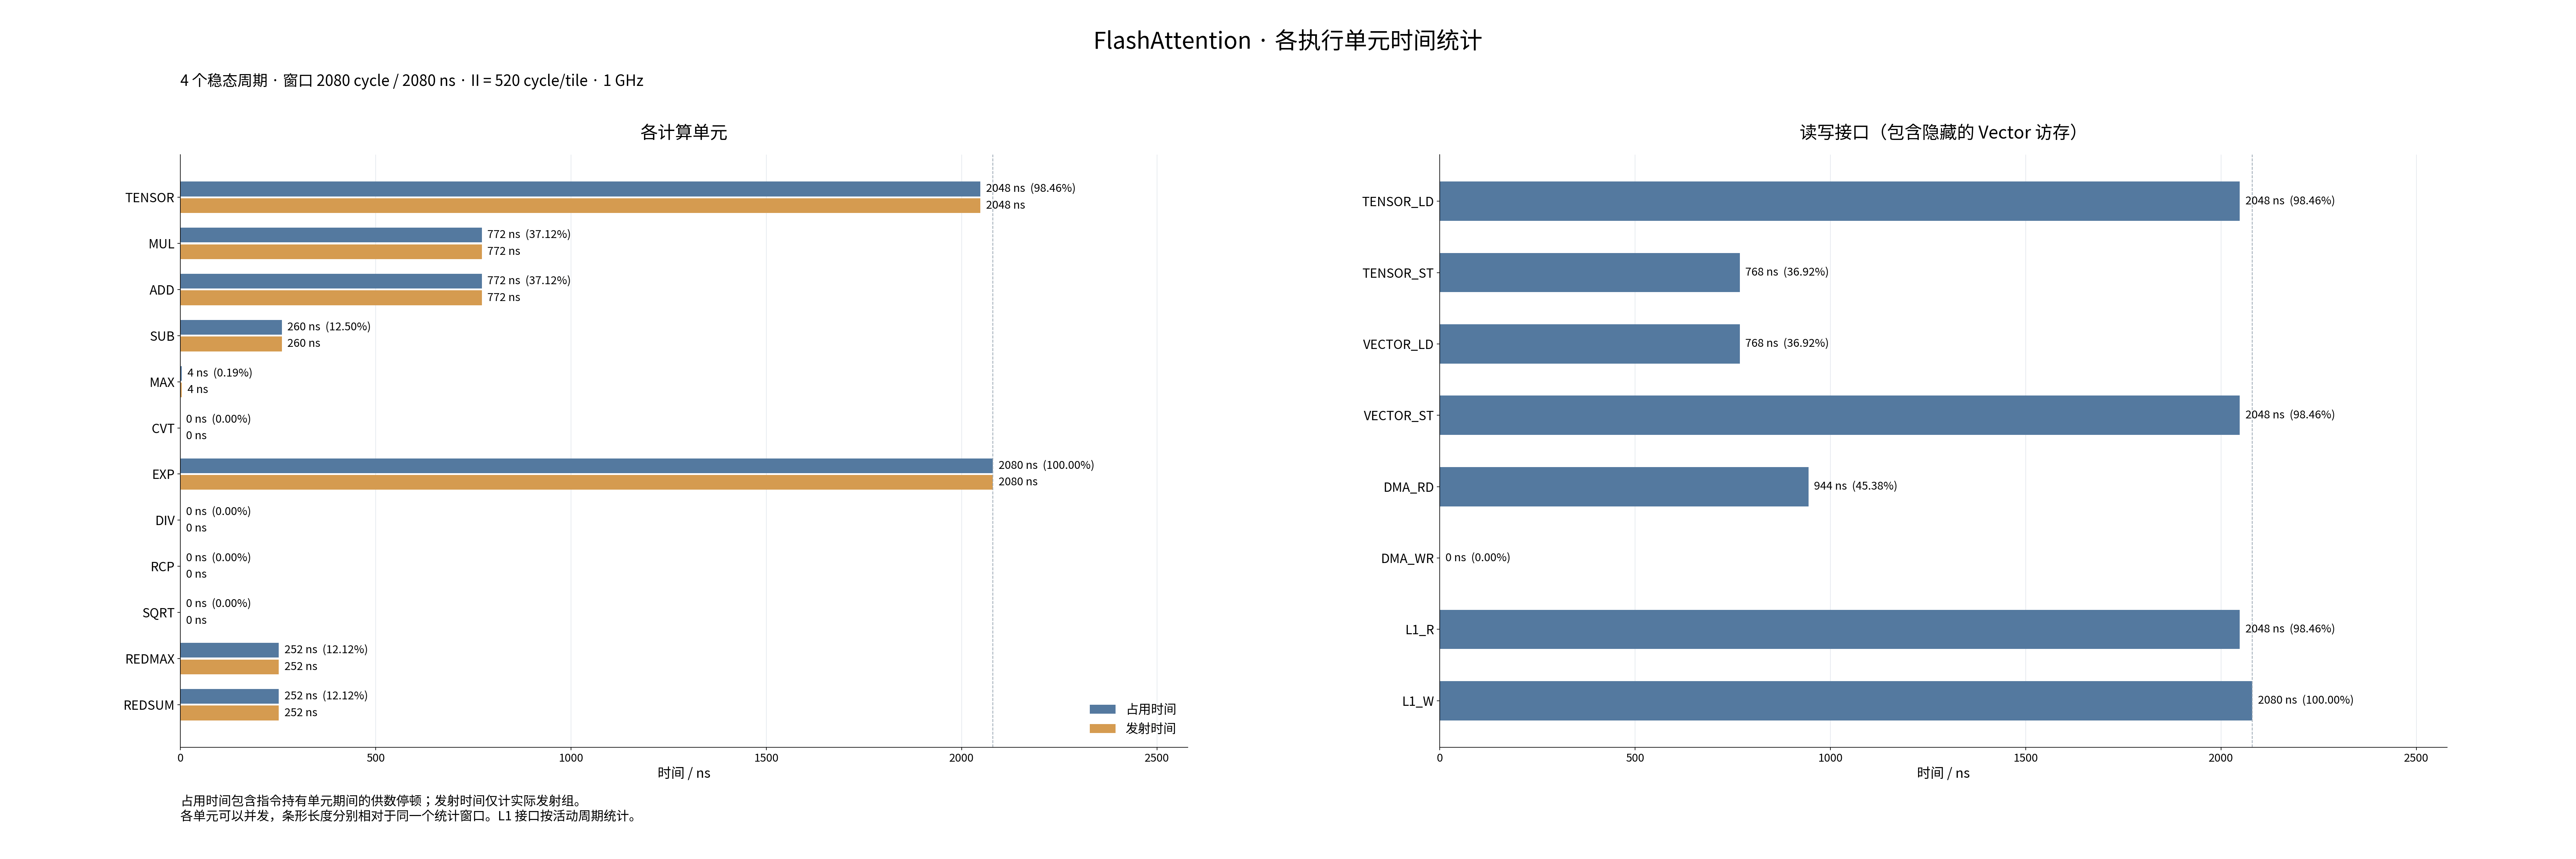 FlashAttention · 各执行单元时间统计
4 个稳态周期 · 窗口 2080 cycle / 2080 ns · II = 520 cycle/tile · 1 GHz
各计算单元
TENSOR
2048 ns (98.46%)
2048 ns
MUL
772 ns (37.12%)
772 ns
ADD
772 ns (37.12%)
772 ns
SUB
260 ns (12.50%)
260 ns
MAX
4 ns (0.19%)
4 ns
CVT
0 ns (0.00%)
0 ns
EXP
2080 ns (100.00%)
2080 ns
DIV
0 ns (0.00%)
0 ns
RCP
0 ns (0.00%)
0 ns
SQRT
0 ns (0.00%)
0 ns
REDMAX
252 ns (12.12%)
252 ns
REDSUM
252 ns (12.12%)
252 ns
占用时间
发射时间
0 500 1000 1500 2000 2500
时间 / ns
读写接口（包含隐藏的 Vector 访存）
TENSOR_LD
2048 ns (98.46%)
TENSOR_ST
768 ns (36.92%)
VECTOR_LD
768 ns (36.92%)
VECTOR_ST
2048 ns (98.46%)
DMA_RD
944 ns (45.38%)
DMA_WR
0 ns (0.00%)
L1_R
2048 ns (98.46%)
L1_W
2080 ns (100.00%)
0 500 1000 1500 2000 2500
时间 / ns
占用时间包含指令持有单元期间的供数停顿；发射时间仅计实际发射组。
各单元可以并发，条形长度分别相对于同一个统计窗口。L1 接口按活动周期统计。